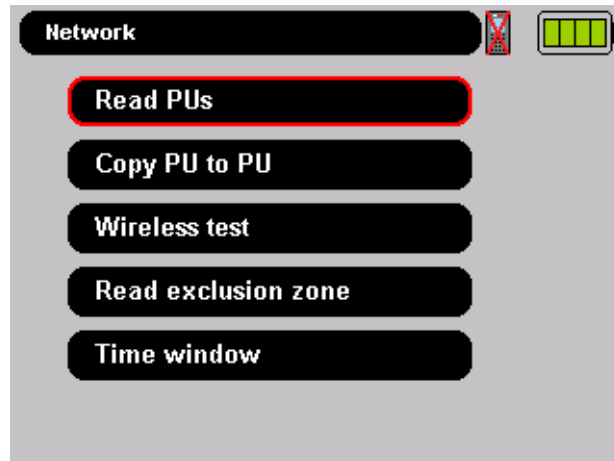 Network
Read PUs
Copy PU to PU
Wireless test
Read exclusion zone
Time window